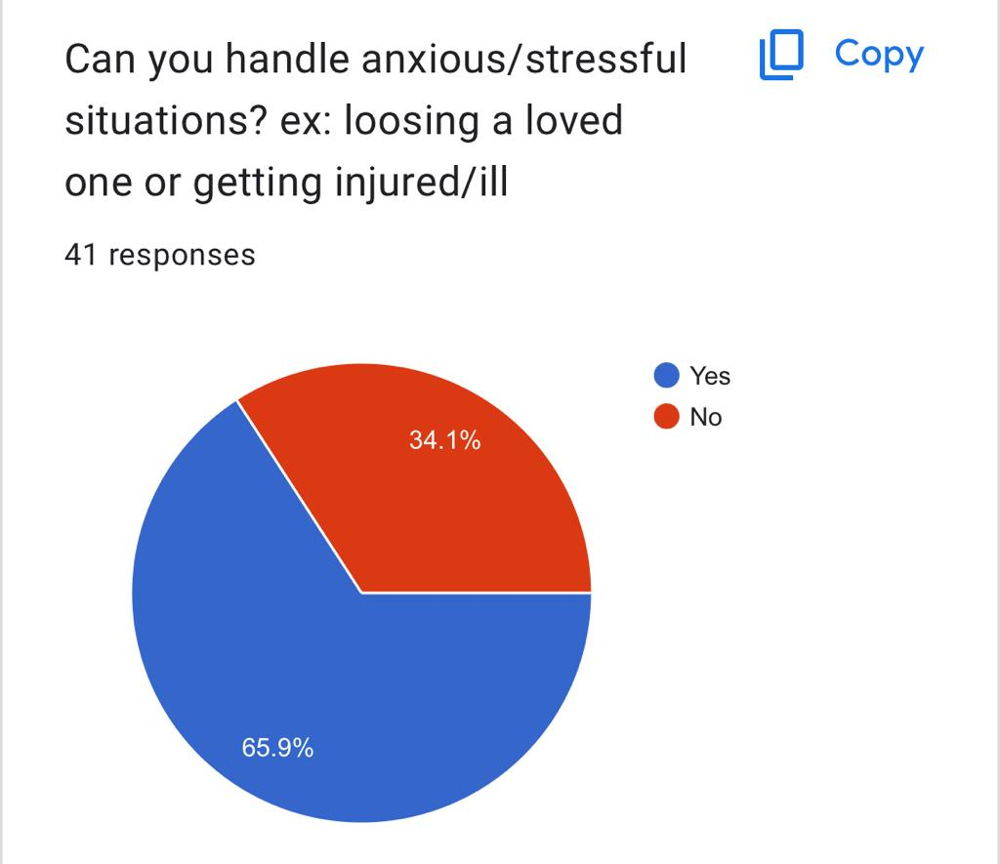 Can you handle anxious/stressful
situations? ex: loosing a loved
one or getting injured/ill
Copy
41 responses
Yes
No
34.1%
65.9%